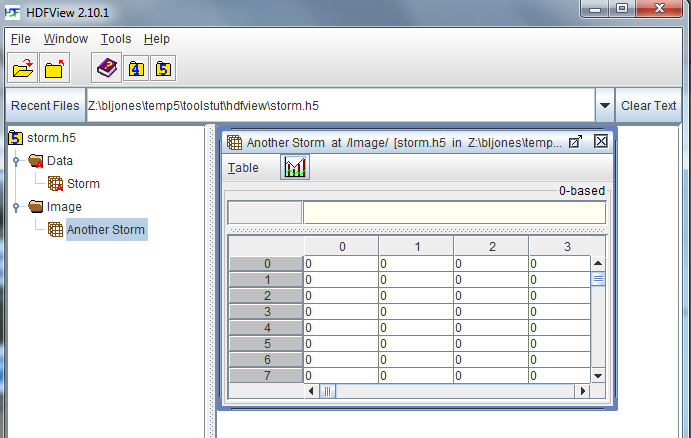 HDF HDFView 2.10.1
File Window Tools Help
4 5
Recent Files Z:\bljones\temp5\toolstut\hdfview\storm.h5 Clear Text
5 storm.h5
Data
Storm
Image
Another Storm
Another Storm at /Image/ [storm.h5 in Z:\bljones\temp...
Table
0-based
0 1 2 3
0 0 0 0 0
1 0 0 0 0
2 0 0 0 0
3 0 0 0 0
4 0 0 0 0
5 0 0 0 0
6 0 0 0 0
7 0 0 0 0